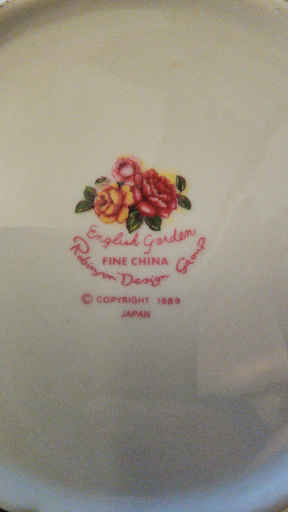 English Garden
FINE CHINA
Robinson Design Group
© COPYRIGHT 1989
JAPAN